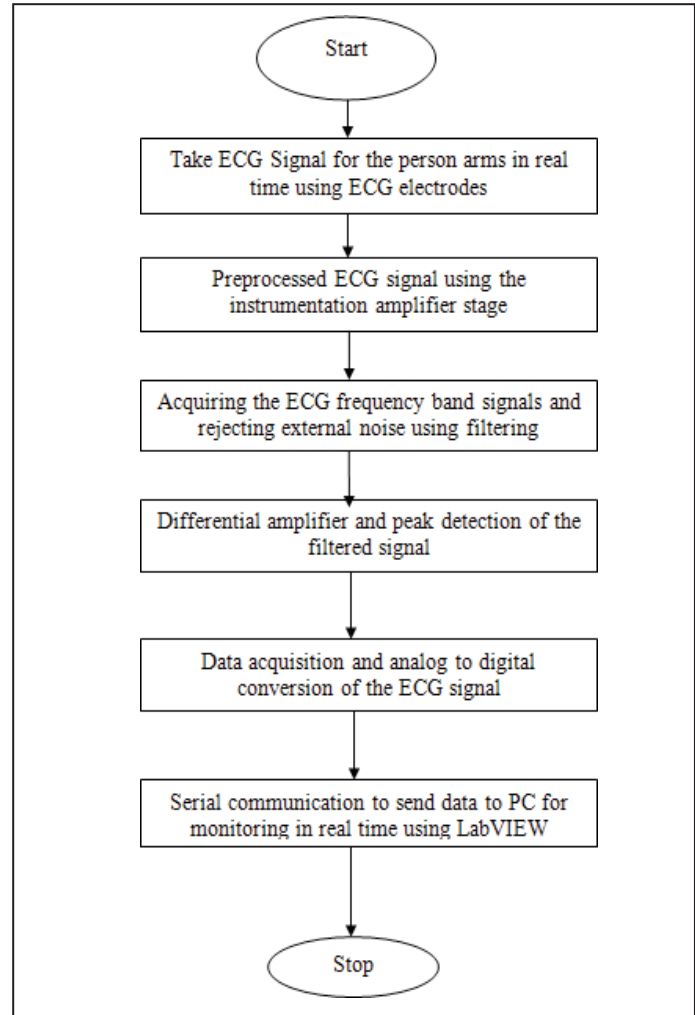 Start
Take ECG Signal for the person arms in real
time using ECG electrodes
Preprocessed ECG signal using the
instrumentation amplifier stage
Acquiring the ECG frequency band signals and
rejecting external noise using filtering
Differential amplifier and peak detection of the
filtered signal
Data acquisition and analog to digital
conversion of the ECG signal
Serial communication to send data to PC for
monitoring in real time using LabVIEW
Stop